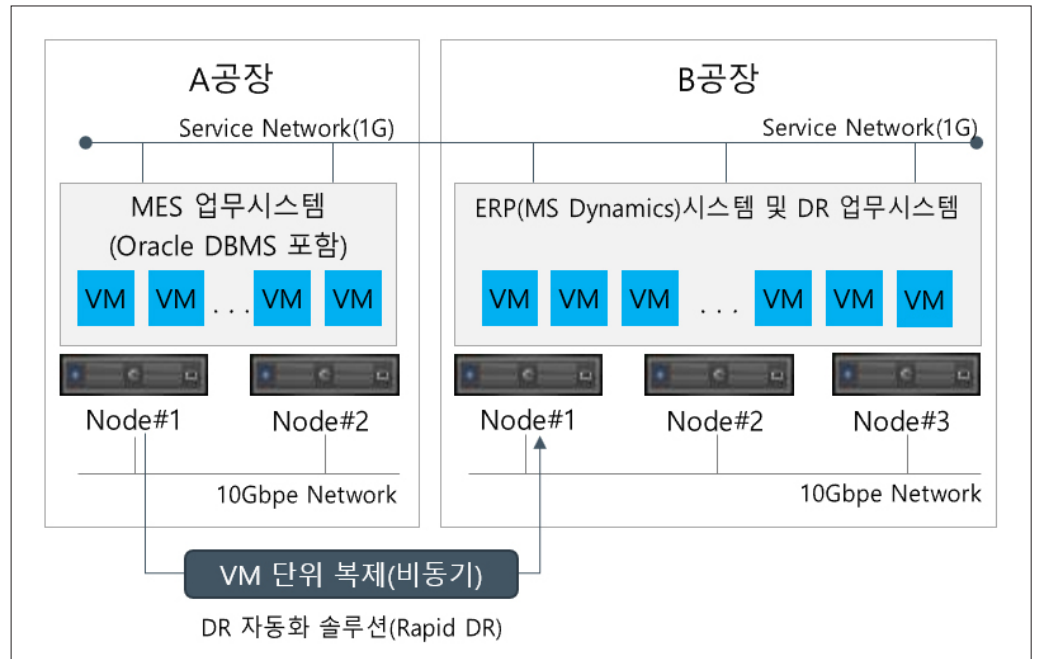 A공장
B공장
Service Network(1G)
Service Network(1G)
MES 업무시스템
(Oracle DBMS 포함)
ERP(MS Dynamics)시스템 및 DR 업무시스템
VM VM ... VM VM
VM VM VM ... VM VM VM
Node#1 Node#2
Node#1 Node#2 Node#3
10Gbpe Network
10Gbpe Network
VM 단위 복제(비동기)
DR 자동화 솔루션(Rapid DR)